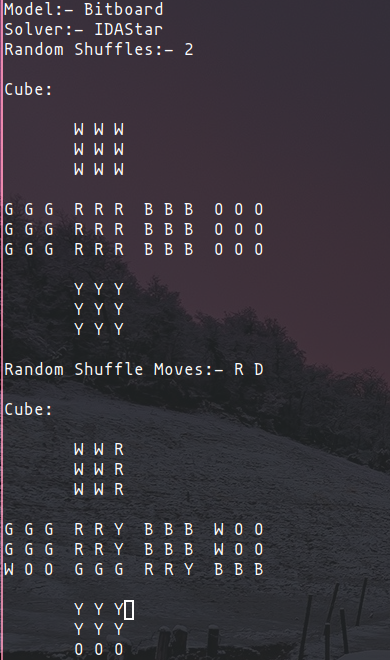 Model:- Bitboard
Solver:- IDAStar
Random Shuffles:- 2
Cube:
W W W
W W W
W W W
G G G R R R B B B O O O
G G G R R R B B B O O O
G G G R R R B B B O O O
Y Y Y
Y Y Y
Y Y Y
Random Shuffle Moves:- R D
Cube:
W W R
W W R
W W R
G G G R R Y B B B W O O
G G G R R Y B B B W O O
W O O G G G R R Y B B B
Y Y Y
Y Y Y
O O O